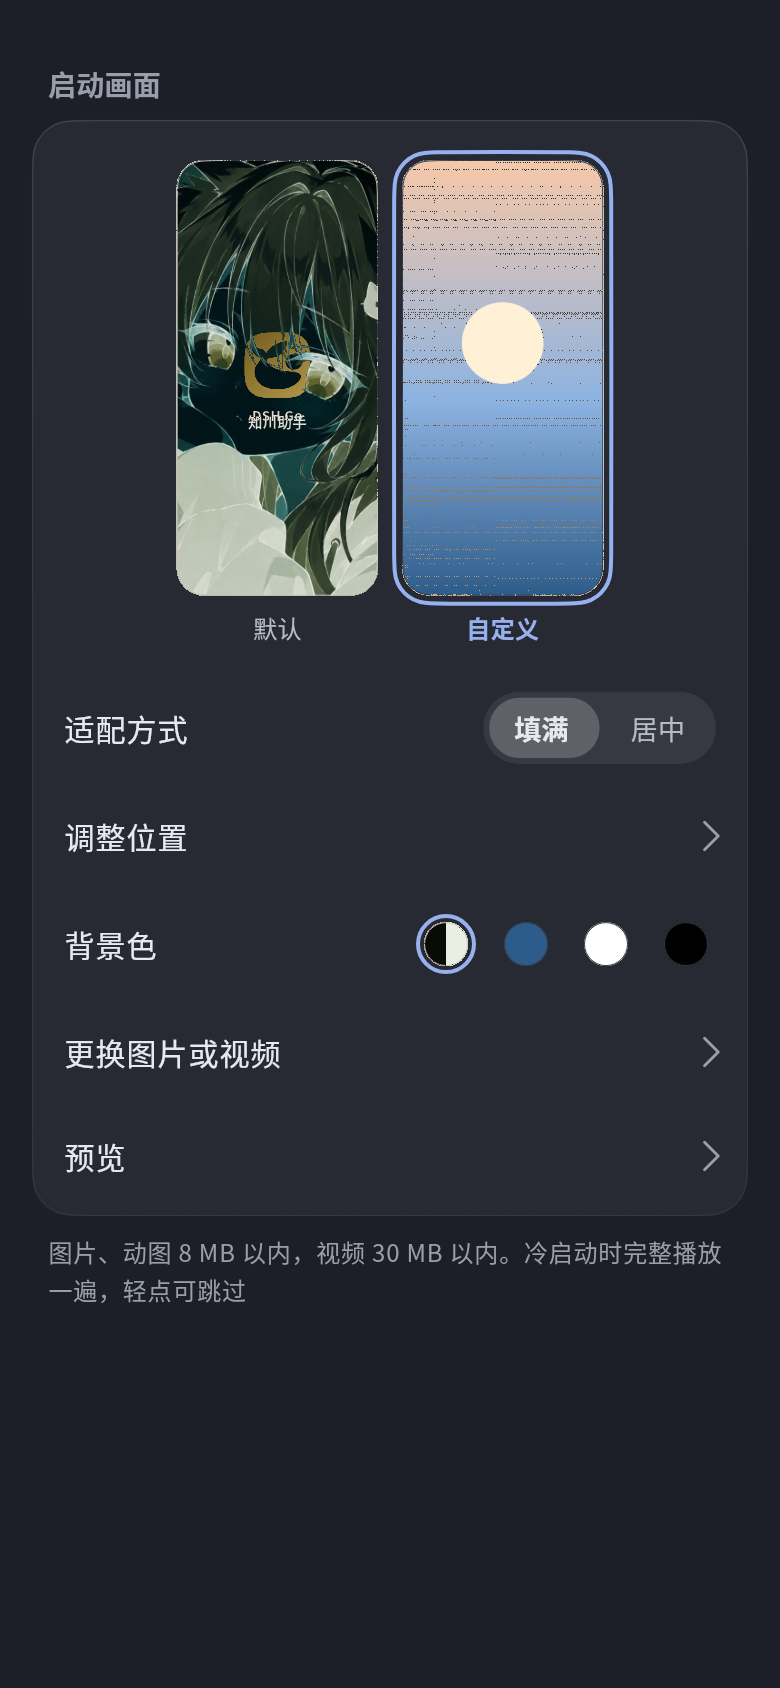 启动画面
DSH Go
知川助手
默认
自定义
适配方式
填满
居中
调整位置
背景色
更换图片或视频
预览
图片、动图 8 MB 以内，视频 30 MB 以内。冷启动时完整播放
一遍，轻点可跳过